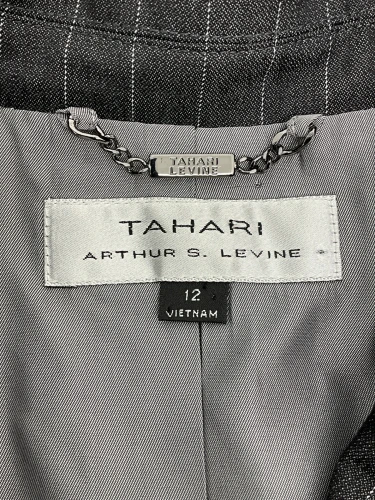 TAHARI
LEVINE
TAHARI
ARTHUR S. LEVINE
12
VIETNAM